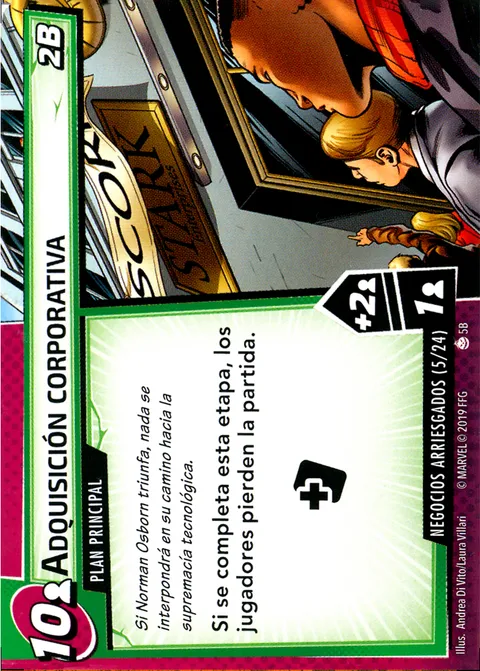 10
ADQUISICIÓN CORPORATIVA
2B
PLAN PRINCIPAL
SCOR
STARK
Si Norman Osborn triunfa, nada se
interpondrá en su camino hacia la
supremacía tecnológica.
Si se completa esta etapa, los
jugadores pierden la partida.
+2
1
NEGOCIOS ARRIESGADOS (5/24)
Illus. Andrea Di Vito/Laura Villari
© MARVEL © 2019 FFG
5B